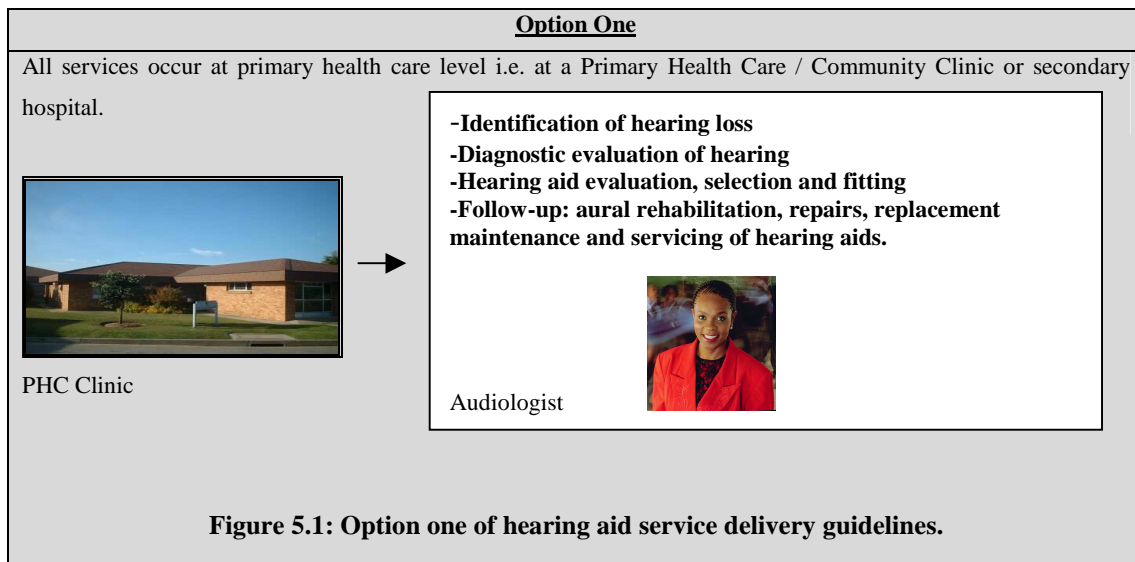 Option One
All services occur at primary health care level i.e. at a Primary Health Care / Community Clinic or secondary
hospital.
-Identification of hearing loss
-Diagnostic evaluation of hearing
-Hearing aid evaluation, selection and fitting
-Follow-up: aural rehabilitation, repairs, replacement
maintenance and servicing of hearing aids.
PHC Clinic
Audiologist
Figure 5.1: Option one of hearing aid service delivery guidelines.